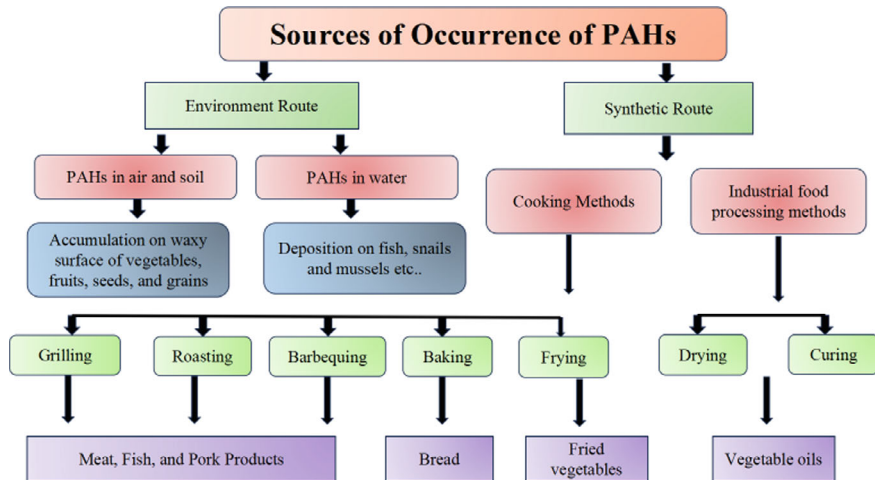 Sources of Occurrence of PAHs
Environment Route
Synthetic Route
PAHs in air and soil
PAHs in water
Cooking Methods
Industrial food
processing methods
Accumulation on waxy
surface of vegetables,
fruits, seeds, and grains
Deposition on fish, snails
and mussels etc..
Grilling
Roasting
Barbequing
Baking
Frying
Drying
Curing
Meat, Fish, and Pork Products
Bread
Fried
vegetables
Vegetable oils